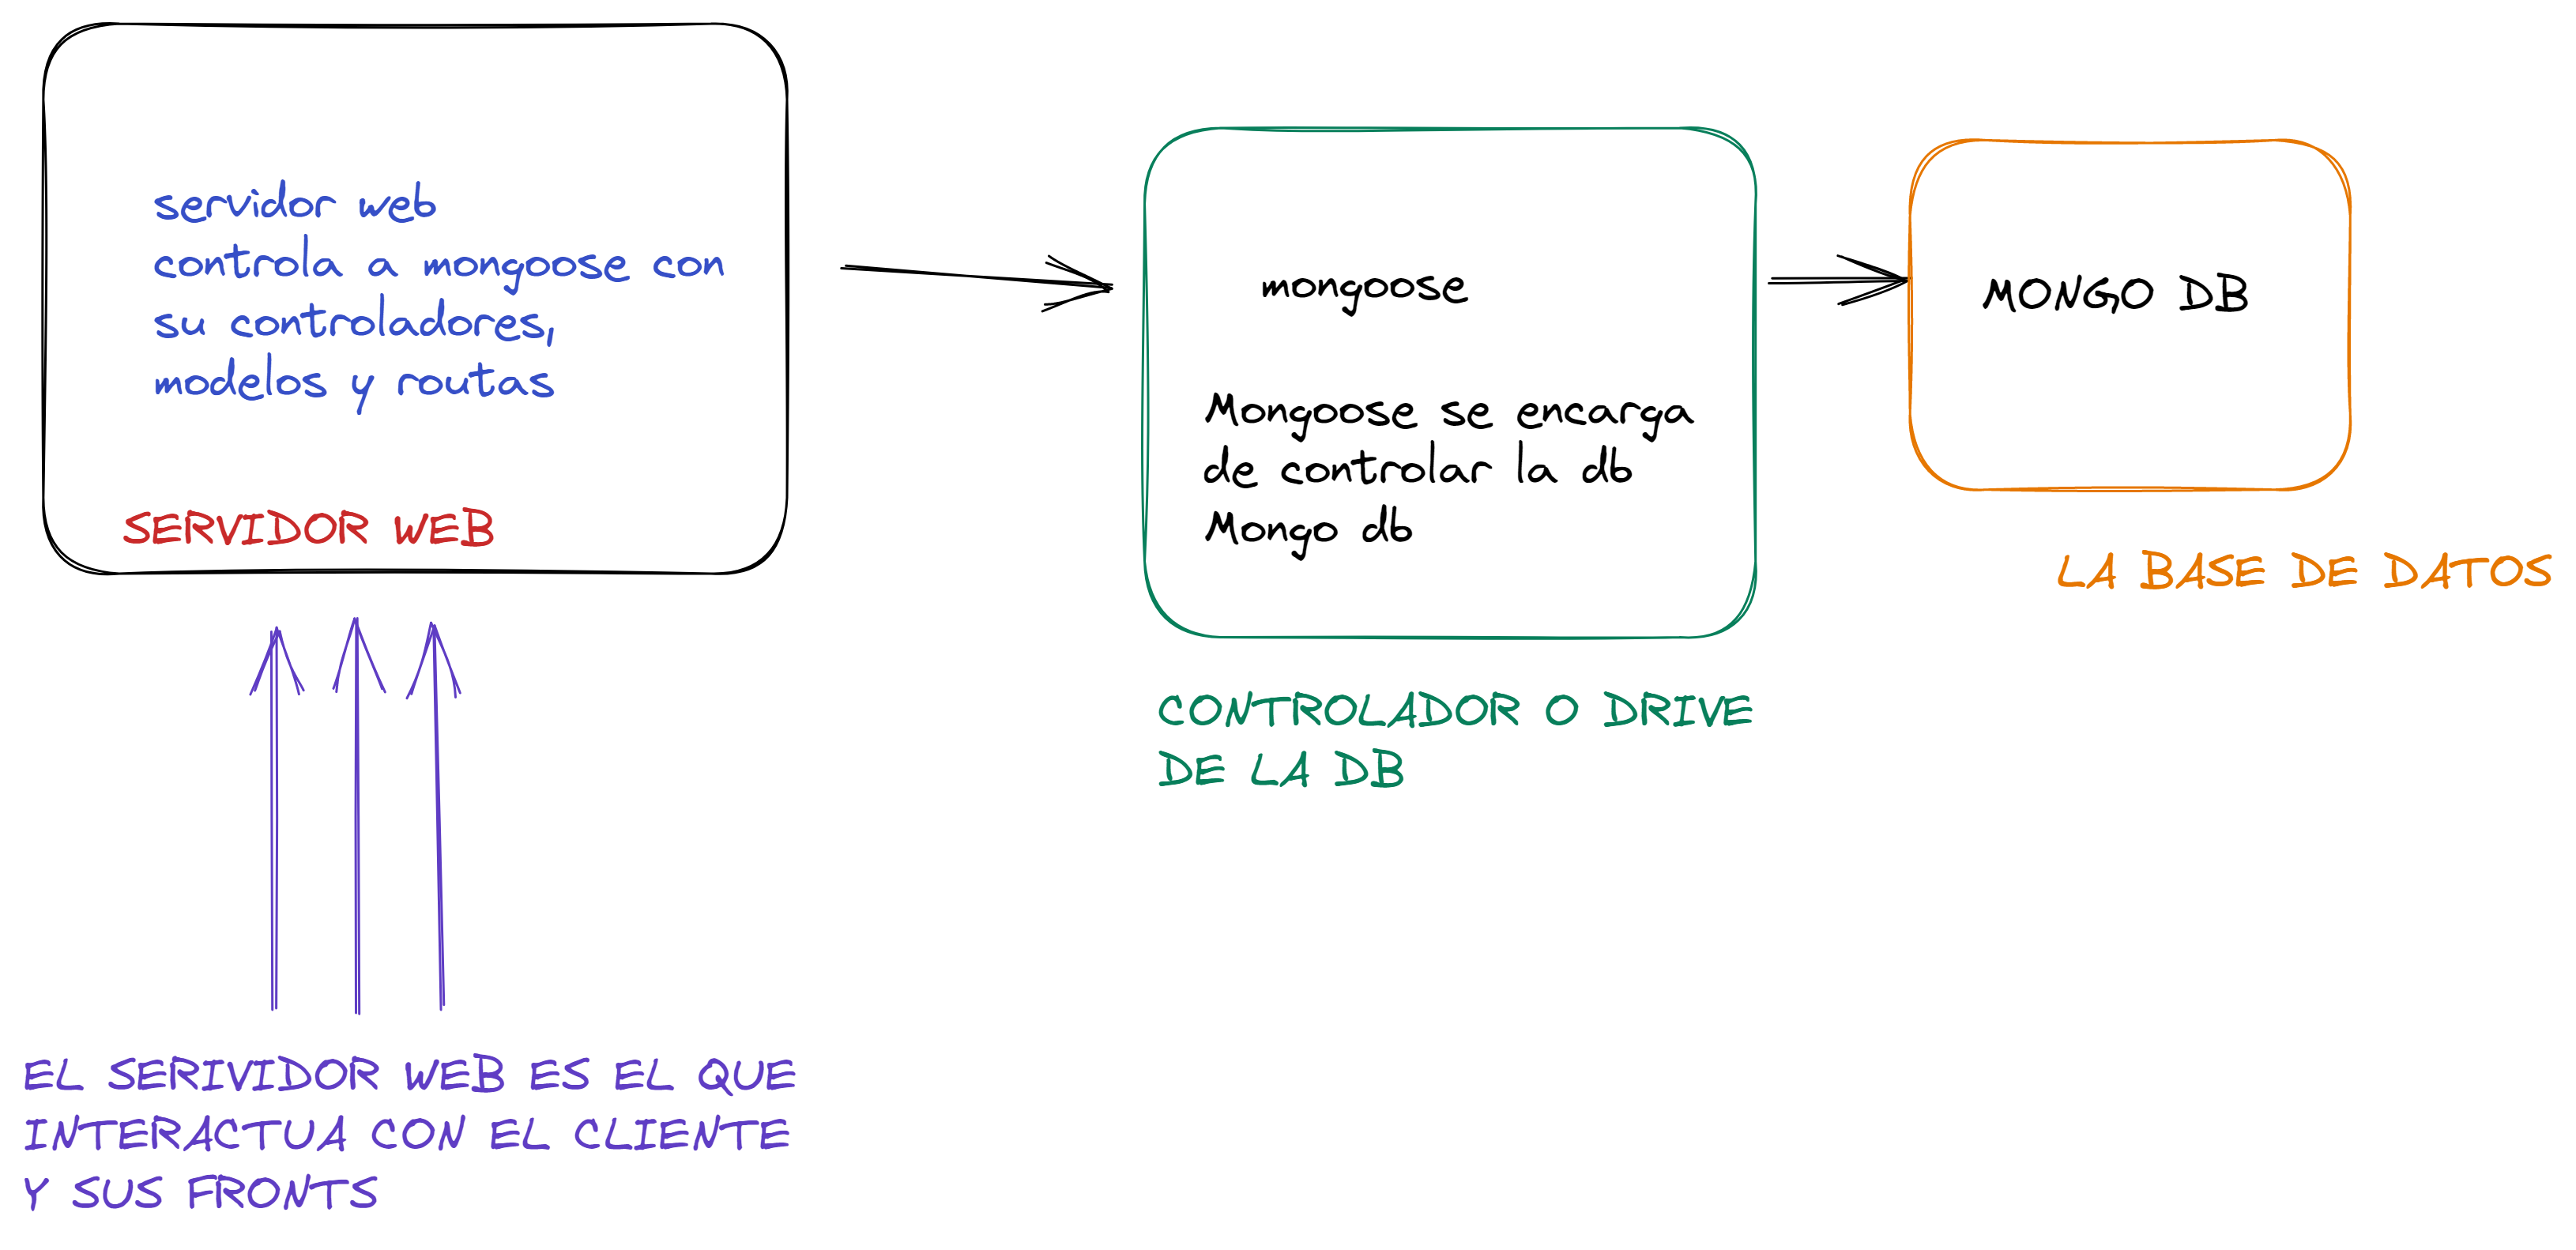 servidor web
controla a mongoose con
su controladores,
modelos y routas
SERVIDOR WEB
mongoose
Mongoose se encarga
de controlar la db
Mongo db
CONTROLADOR O DRIVE
DE LA DB
MONGO DB
LA BASE DE DATOS
EL SERIVIDOR WEB ES EL QUE
INTERACTUA CON EL CLIENTE
Y SUS FRONTS